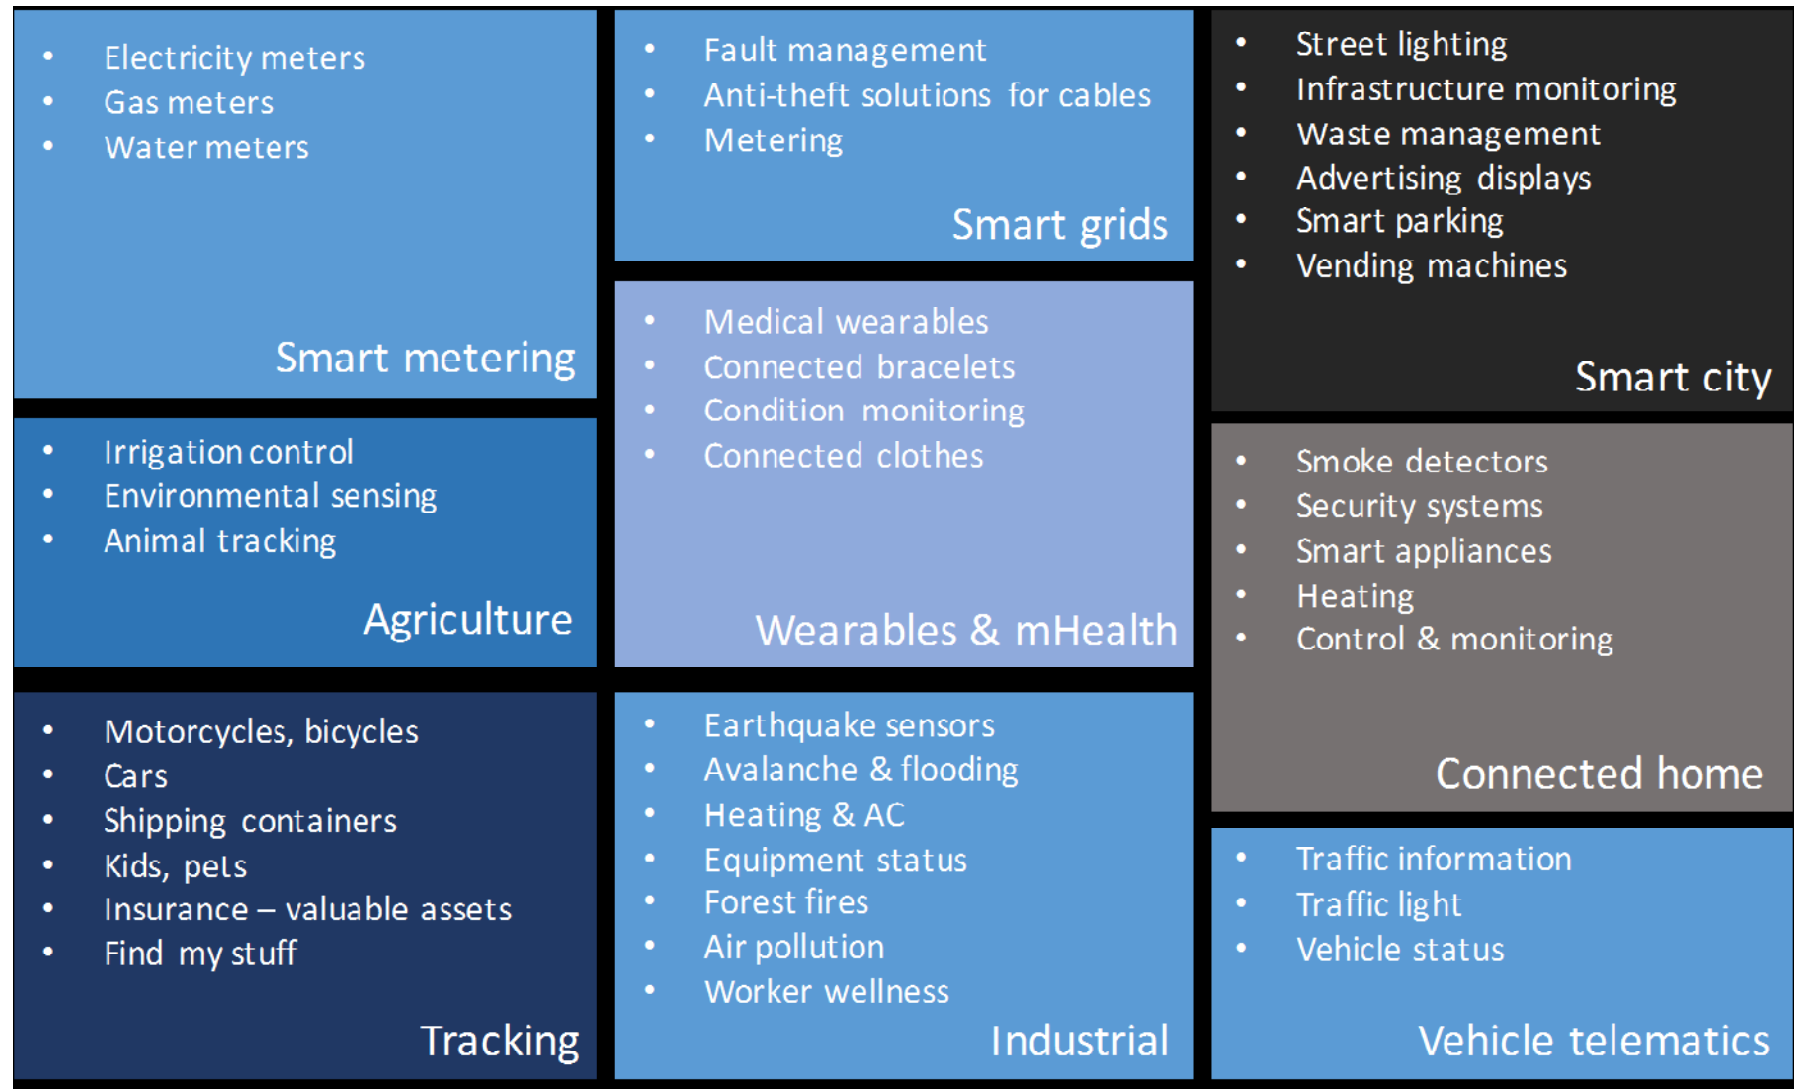 • Electricity meters
• Gas meters
• Water meters
Smart metering
• Fault management
• Anti-theft solutions for cables
• Metering
Smart grids
• Street lighting
• Infrastructure monitoring
• Waste management
• Advertising displays
• Smart parking
• Vending machines
Smart city
• Irrigation control
• Environmental sensing
• Animal tracking
Agriculture
• Medical wearables
• Connected bracelets
• Condition monitoring
• Connected clothes
Wearables & mHealth
• Smoke detectors
• Security systems
• Smart appliances
• Heating
• Control & monitoring
Connected home
• Motorcycles, bicycles
• Cars
• Shipping containers
• Kids, pets
• Insurance – valuable assets
• Find my stuff
Tracking
• Earthquake sensors
• Avalanche & flooding
• Heating & AC
• Equipment status
• Forest fires
• Air pollution
• Worker wellness
Industrial
• Traffic information
• Traffic light
• Vehicle status
Vehicle telematics